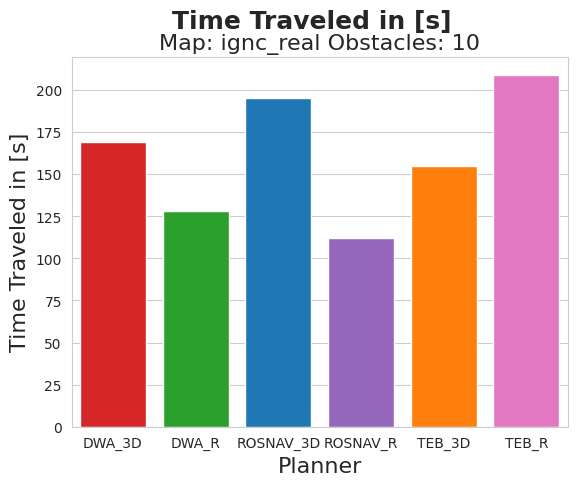 Time Traveled in [s]
Map: ignc_real Obstacles: 10
Time Traveled in [s]
200
175
150
125
100
75
50
25
0
DWA_3D DWA_R ROSNAV_3D ROSNAV_R TEB_3D TEB_R
Planner